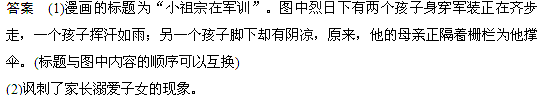 答案　(1)漫画的标题为“小祖宗在军训”。图中烈日下有两个孩子身穿军装正在齐步
走，一个孩子挥汗如雨；另一个孩子脚下却有阴凉，原来，他的母亲正隔着栅栏为他撑
伞。(标题与图中内容的顺序可以互换)
(2)讽刺了家长溺爱子女的现象。